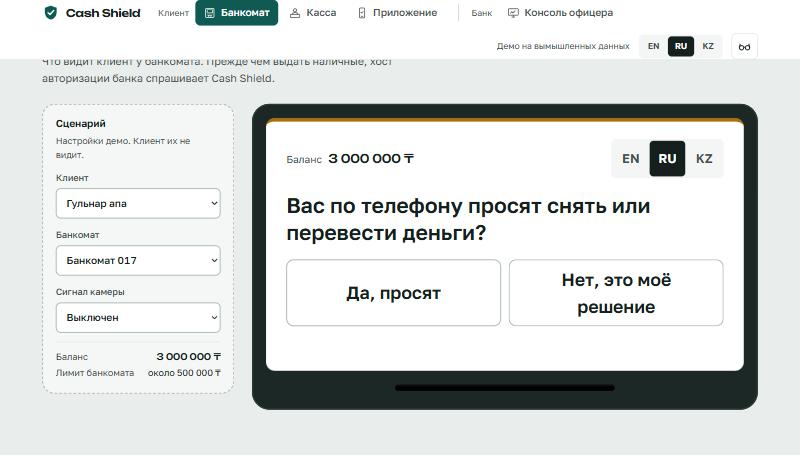 Cash Shield
Клиент
Банкомат
Касса
Приложение
Банк
Консоль офицера
Демо на вымышленных данных
EN
RU
KZ
Что видит клиент у банкомата. Прежде чем выдать наличные, хост
авторизации банка спрашивает Cash Shield.
Сценарий
Настройки демо. Клиент их не
видит.
Клиент
Гульнар апа
Банкомат
Банкомат 017
Сигнал камеры
Выключен
Баланс 3 000 000 ₸
Лимит банкомата около 500 000 ₸
Баланс 3 000 000 ₸
EN
RU
KZ
Вас по телефону просят снять или
перевести деньги?
Да, просят
Нет, это моё
решение